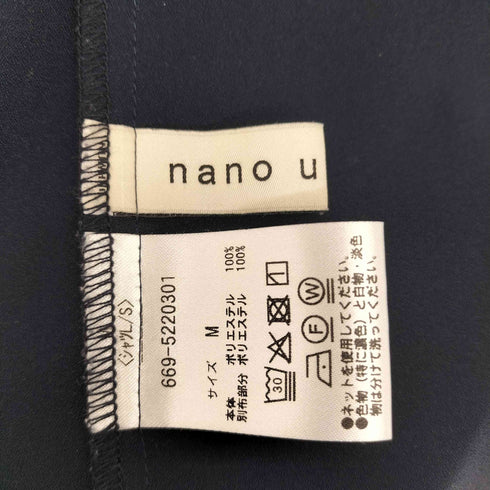 nano u
<シャツL/S>
669-5220301
サイズ M
本体 ポリエステル 100%
別布部分 ポリエステル 100%
30
F W
●ネットを使用してください。
●色物(特に濃色)と白物・淡色
物は分けて洗ってください。